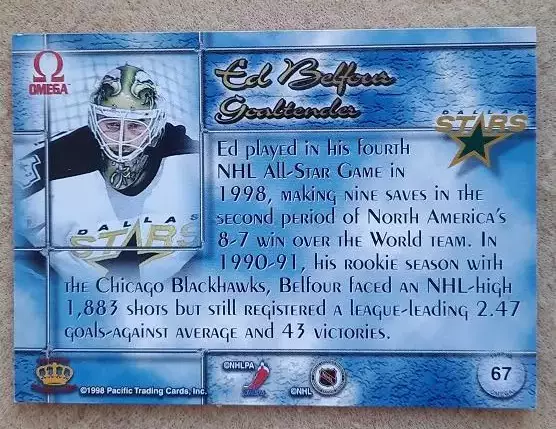 Ω
OMEGA™
Ed Belfour
Goaltender
DALLAS
STARS
DALLAS
STARS
Ed played in his fourth
NHL All-Star Game in
1998, making nine saves in the
second period of North America's
8-7 win over the World team. In
1990-91, his rookie season with
the Chicago Blackhawks, Belfour faced an NHL-high
1,883 shots but still registered a league-leading 2.47
goals-against average and 43 victories.
©1998 Pacific Trading Cards, Inc.
©NHLPA
©NHL
67